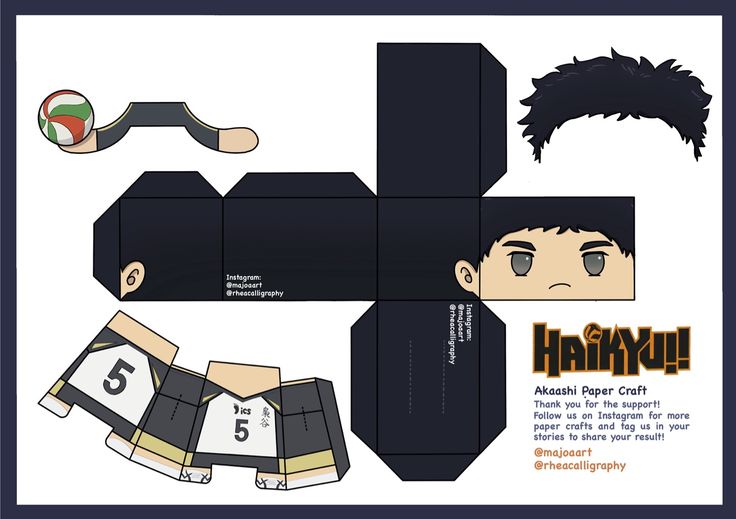 Instagram:
@majoaart
@rheacalligraphy
Instagram:
@majoaart
@rheacalligraphy
5
ics
梟
谷
5
HAIKYU!!
Akaashi Paper Craft
Thank you for the support!
Follow us on Instagram for more
paper crafts and tag us in your
stories to share your result!
@majoaart
@rheacalligraphy